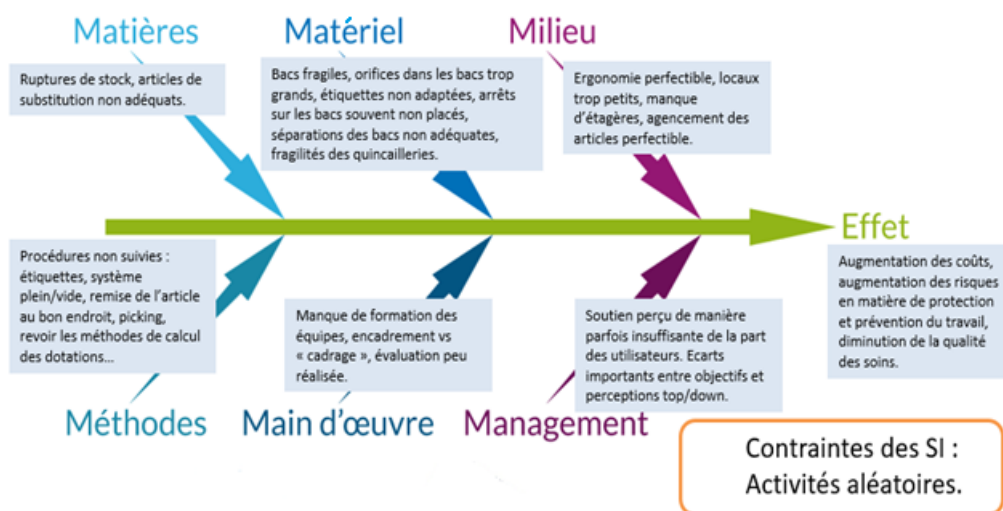 Matières
Ruptures de stock, articles de
substitution non adéquats.
Matériel
Bacs fragiles, orifices dans les bacs trop
grands, étiquettes non adaptées, arrêts
sur les bacs souvent non placés,
séparations des bacs non adéquates,
fragilités des quincailleries.
Milieu
Ergonomie perfectible, locaux
trop petits, manque
d'étagères, agencement des
articles perfectible.
Effet
Augmentation des coûts,
augmentation des risques
en matière de protection
et prévention du travail,
diminution de la qualité
des soins.
Procédures non suivies :
étiquettes, système
plein/vide, remise de l'article
au bon endroit, picking,
revoir les méthodes de calcul
des dotations...
Méthodes
Manque de formation des
équipes, encadrement vs
« cadrage », évaluation peu
réalisée.
Main d'œuvre
Soutien perçu de manière
parfois insuffisante de la part
des utilisateurs. Ecarts
importants entre objectifs et
perceptions top/down.
Management
Contraintes des SI :
Activités aléatoires.